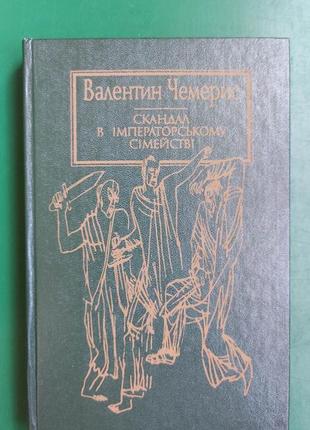 Валентин Чемерис
СКАНДАЛ
В ІМПЕРАТОРСЬКОМУ
СІМЕЙСТВІ